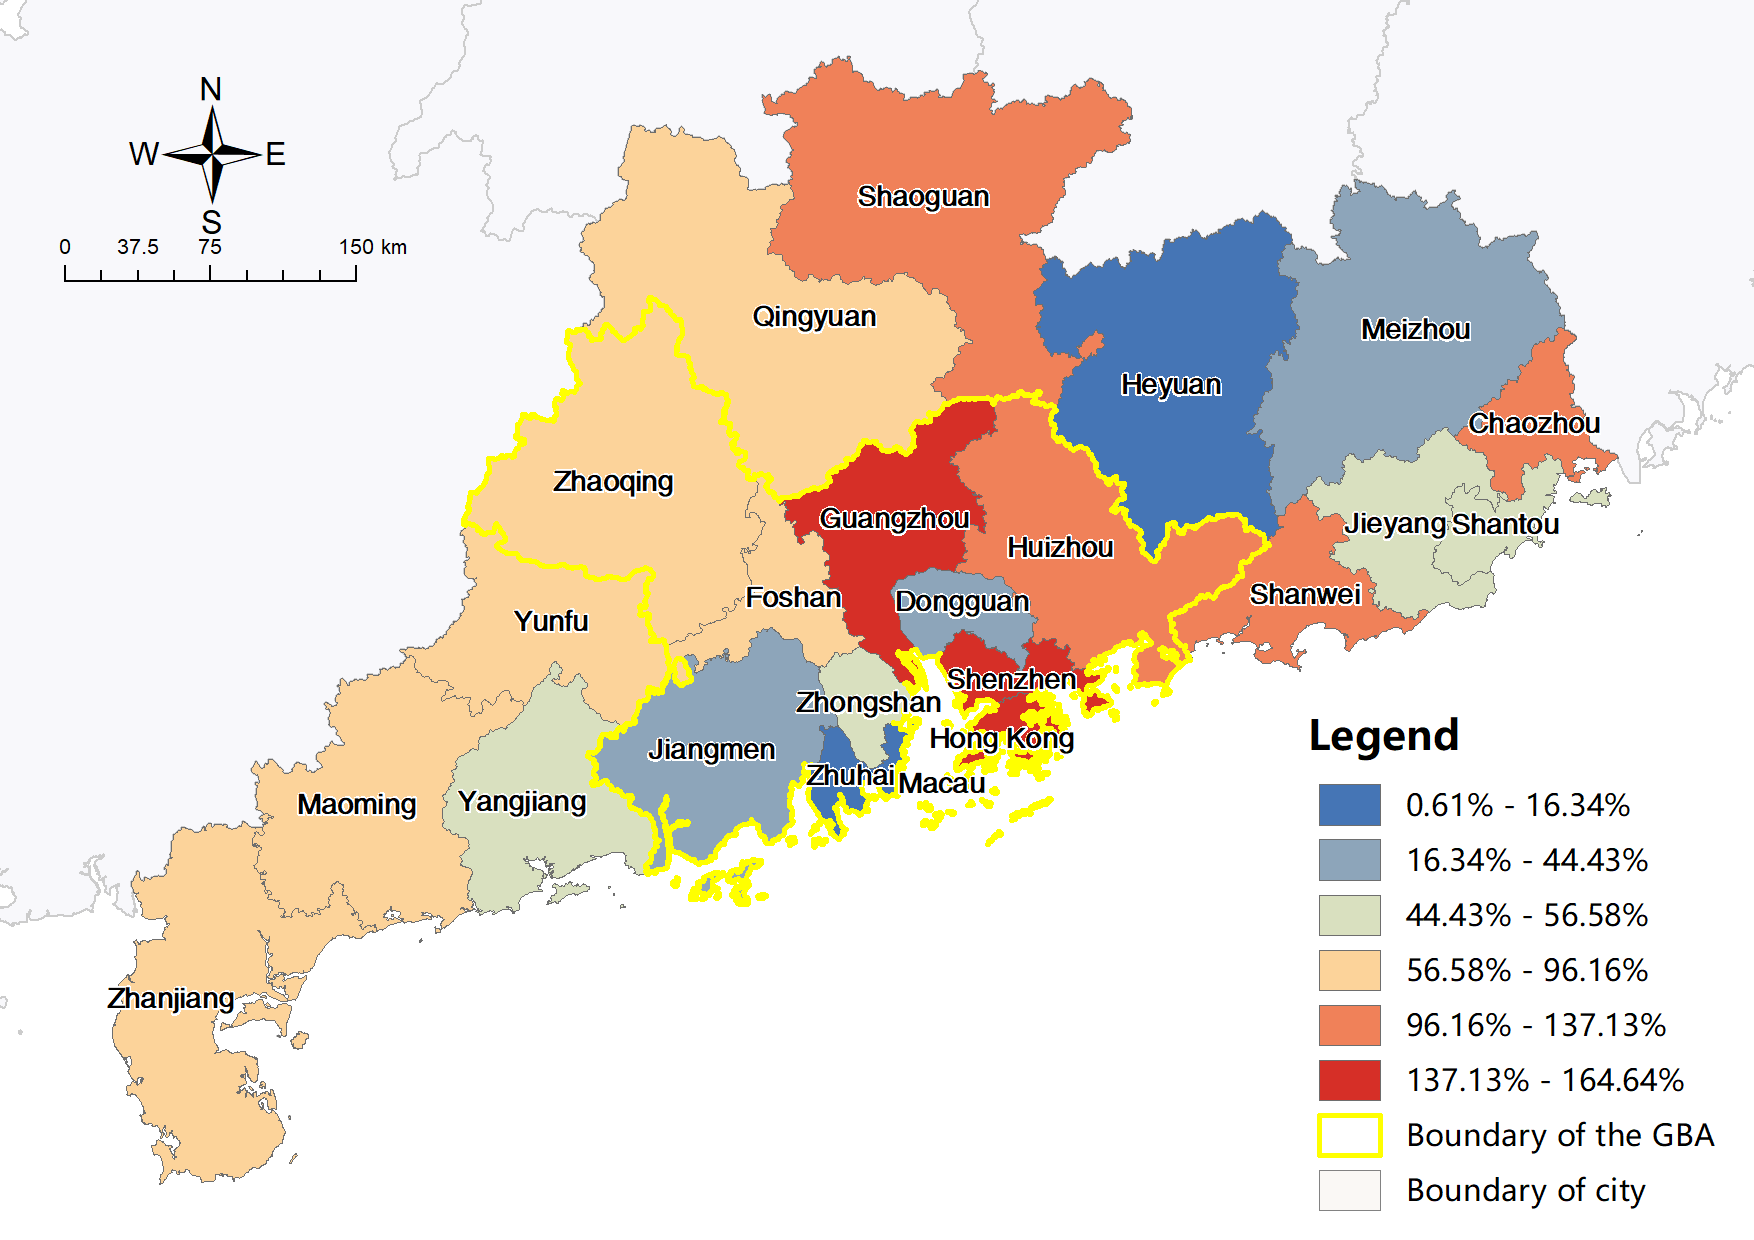 N
W
E
S
0 37.5 75 150 km
Shaoguan
Qingyuan
Meizhou
Heyuan
Chaozhou
Zhaoqing
Guangzhou
Jieyang
Shantou
Huizhou
Shanwei
Foshan
Dongguan
Yunfu
Shenzhen
Zhongshan
Hong Kong
Jiangmen
Zhuhai
Macau
Maoming
Yangjiang
Zhanjiang
Legend
0.61% - 16.34%
16.34% - 44.43%
44.43% - 56.58%
56.58% - 96.16%
96.16% - 137.13%
137.13% - 164.64%
Boundary of the GBA
Boundary of city